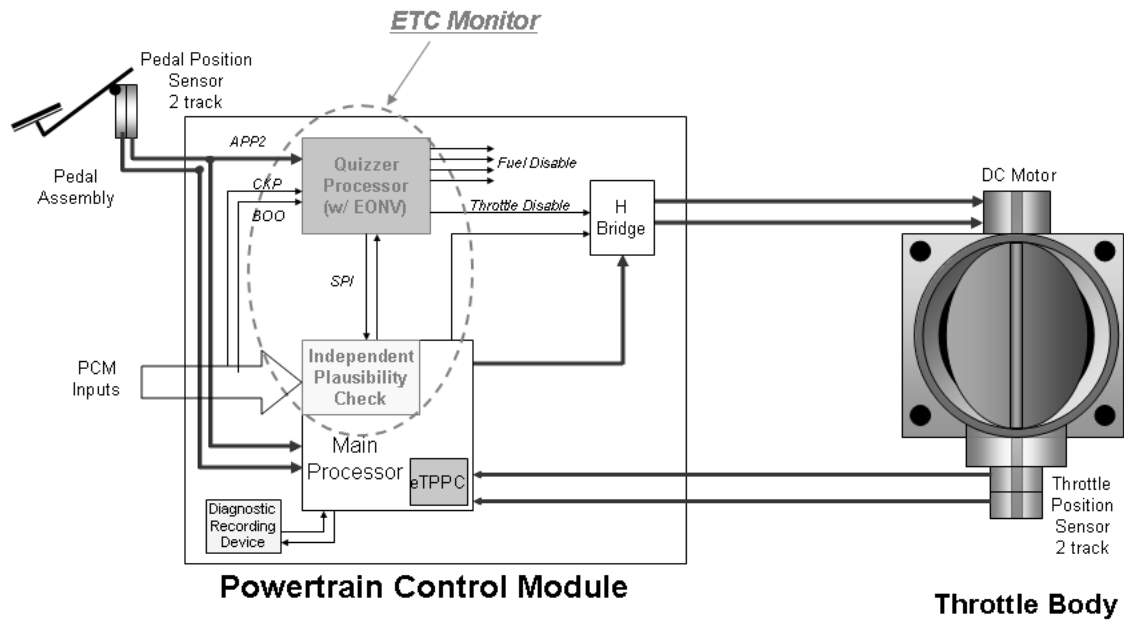 ETC Monitor
Pedal Position
Sensor
2 track
Pedal
Assembly
APP2
CKP
BOO
Quizzer
Processor
(w/ EONV)
Fuel Disable
Throttle Disable
H
Bridge
DC Motor
SPI
PCM
Inputs
Independent
Plausibility
Check
Main
Processor
eTPPC
Diagnostic
Recording
Device
Throttle
Position
Sensor
2 track
Powertrain Control Module
Throttle Body